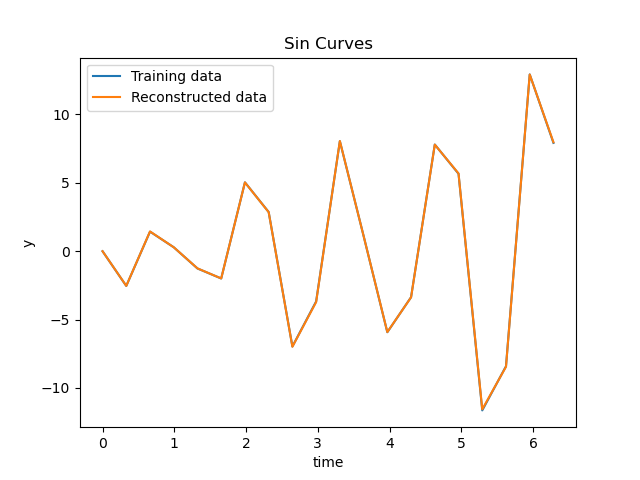 Sin Curves
Training data
Reconstructed data
10
5
0
−5
−10
y
0 1 2 3 4 5 6
time